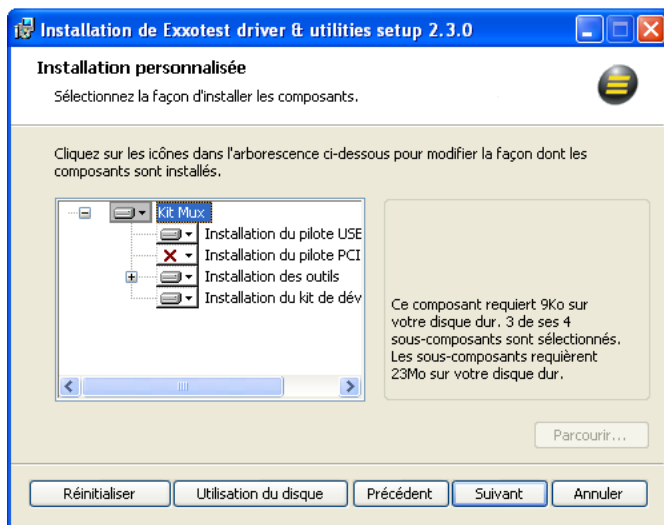 Installation de Exxotest driver & utilities setup 2.3.0
Installation personnalisée
Sélectionnez la façon d'installer les composants.
Cliquez sur les icônes dans l'arborescence ci-dessous pour modifier la façon dont les
composants sont installés.
Kit Mux
Installation du pilote USB
Installation du pilote PCI
Installation des outils
Installation du kit de dév
Ce composant requiert 9Ko sur
votre disque dur. 3 de ses 4
sous-composants sont sélectionnés.
Les sous-composants requièrent
23Mo sur votre disque dur.
Parcourir...
Réinitialiser
Utilisation du disque
Précédent
Suivant
Annuler